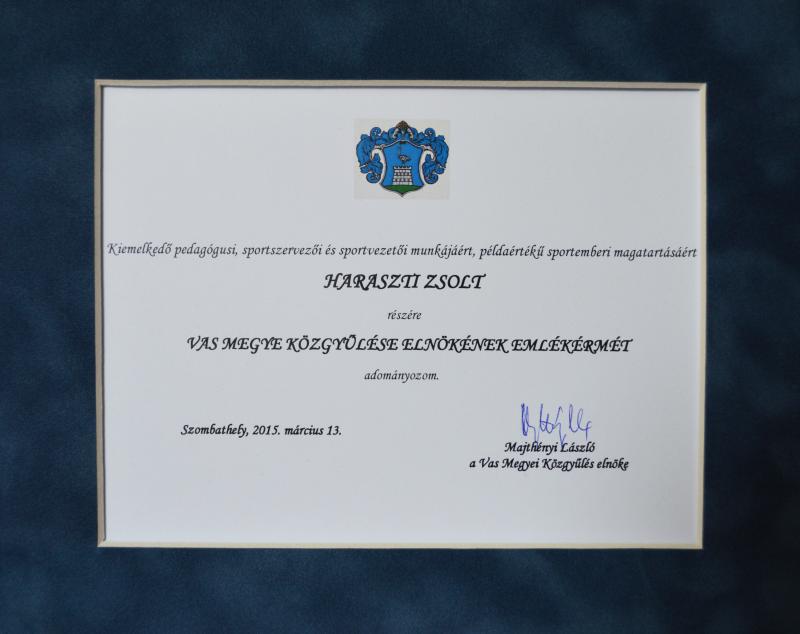 Kiemelkedő pedagógusi, sportszervezői és sportvezetői munkájáért, példaértékű sportemberi magatartásáért
HARASZTI ZSOLT
részére
VAS MEGYE KÖZGYŰLÉSE ELNÖKÉNEK EMLÉKÉRMÉT
adományozom.
Szombathely, 2015. március 13.
Majthényi László
a Vas Megyei Közgyűlés elnöke